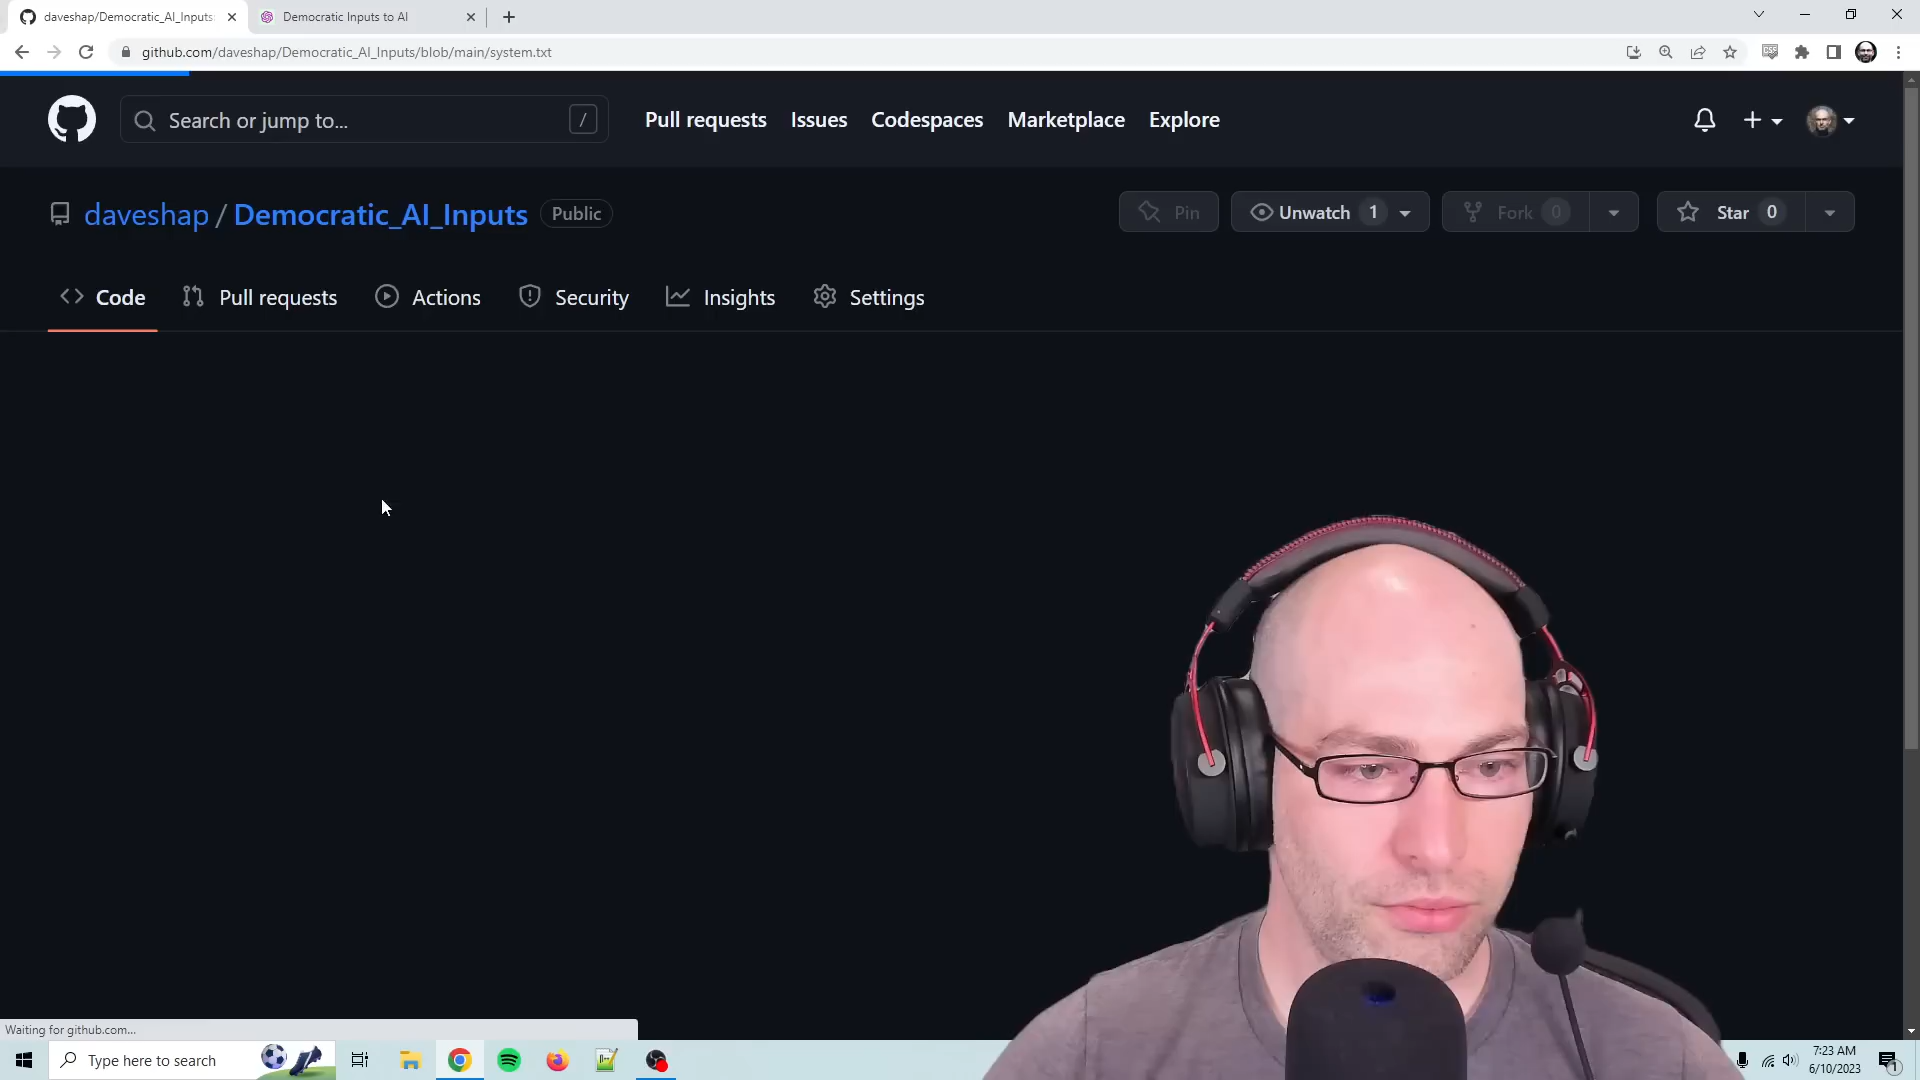 daveshap/Democratic_AI_Inputs
Democratic Inputs to AI
github.com/daveshap/Democratic_AI_Inputs/blob/main/system.txt
Search or jump to...
/
Pull requests
Issues
Codespaces
Marketplace
Explore
daveshap / Democratic_AI_Inputs
Public
Pin
Unwatch 1
Fork 0
Star 0
Code
Pull requests
Actions
Security
Insights
Settings
Waiting for github.com...
Type here to search
7:23 AM
6/10/2023
1